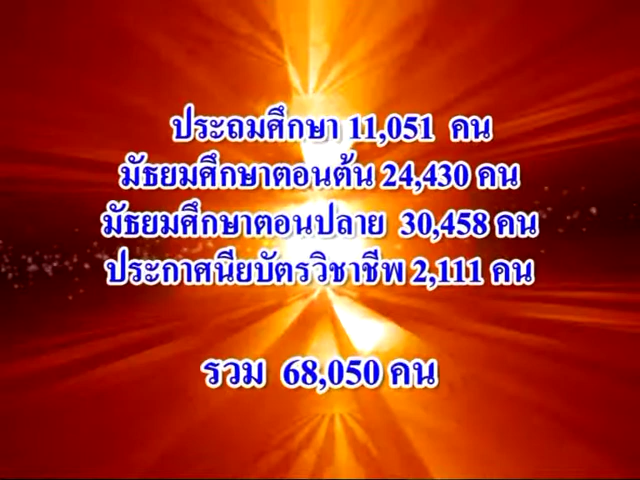 ประถมศึกษา 11,051 คน
มัธยมศึกษาตอนต้น 24,430 คน
มัธยมศึกษาตอนปลาย 30,458 คน
ประกาศนียบัตรวิชาชีพ 2,111 คน
รวม 68,050 คน